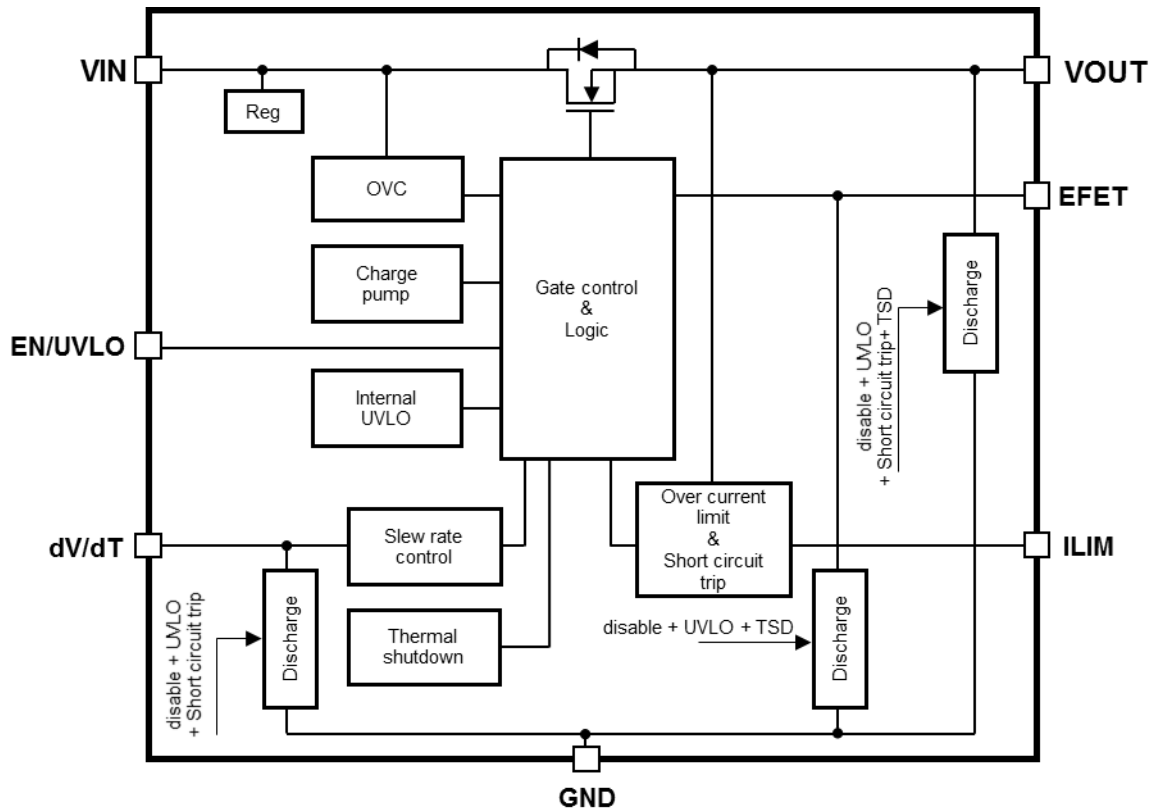 VIN
VOUT
Reg
OVC
EFET
Charge
pump
Gate control
&
Logic
Discharge
disable + UVLO
+ Short circuit trip+ TSD
EN/UVLO
Internal
UVLO
Over current
limit
&
Short circuit
trip
dV/dT
Slew rate
control
ILIM
Discharge
disable + UVLO
+ Short circuit trip
Thermal
shutdown
disable + UVLO + TSD
Discharge
GND